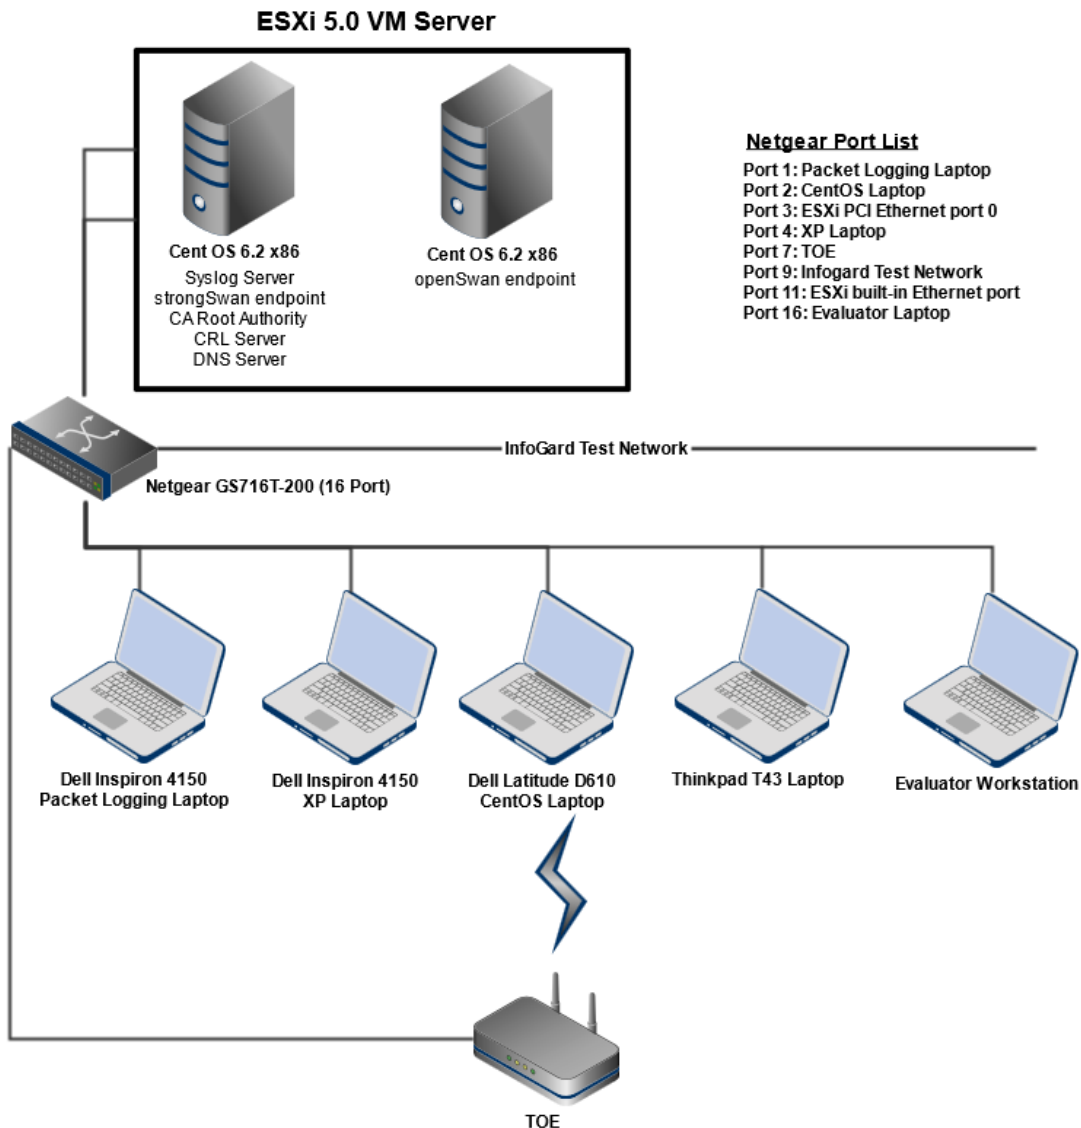 ESXi 5.0 VM Server
Cent OS 6.2 x86
Syslog Server
strongSwan endpoint
CA Root Authority
CRL Server
DNS Server
Cent OS 6.2 x86
openSwan endpoint
Netgear Port List
Port 1: Packet Logging Laptop
Port 2: CentOS Laptop
Port 3: ESXi PCI Ethernet port 0
Port 4: XP Laptop
Port 7: TOE
Port 9: Infogard Test Network
Port 11: ESXi built-in Ethernet port
Port 16: Evaluator Laptop
InfoGard Test Network
Netgear GS716T-200 (16 Port)
Dell Inspiron 4150
Packet Logging Laptop
Dell Inspiron 4150
XP Laptop
Dell Latitude D610
CentOS Laptop
Thinkpad T43 Laptop
Evaluator Workstation
TOE